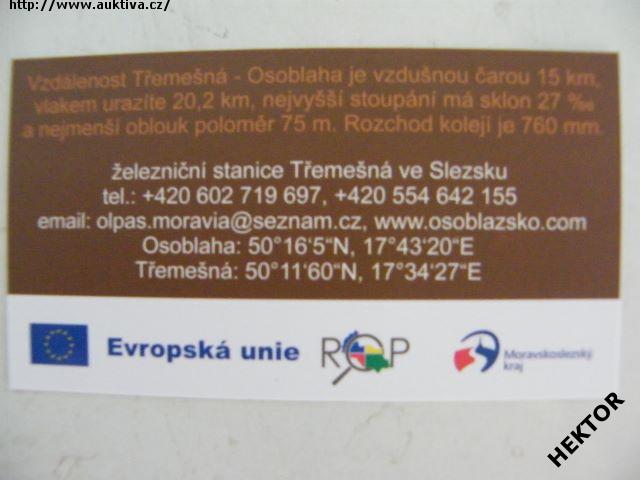 http://www.auktiva.cz/
Vzdálenost Třemešná - Osoblaha je vzdušnou čarou 15 km,
vlakem urazíte 20,2 km, nejvyšší stoupání má sklon 27 ‰
a nejmenší oblouk poloměr 75 m. Rozchod kolejí je 760 mm.
železniční stanice Třemešná ve Slezsku
tel.: +420 602 719 697, +420 554 642 155
email: olpas.moravia@seznam.cz, www.osoblazsko.com
Osoblaha: 50°16‘5“N, 17°43‘20“E
Třemešná: 50°11‘60“N, 17°34‘27“E
Evropská unie
ROP
Moravskoslezský
kraj
HEKTOR